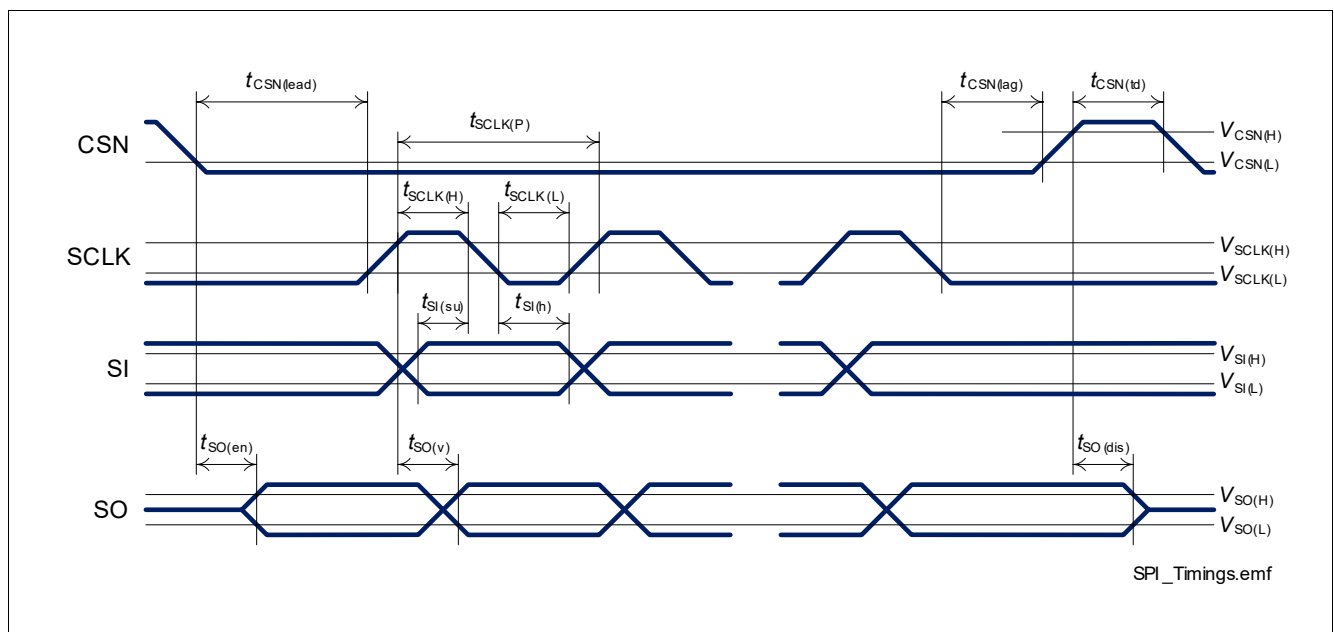 tCSN(lead)
tCSN(lag)
tCSN(td)
tSCLK(P)
CSN
VCSN(H)
VCSN(L)
tSCLK(H)
tSCLK(L)
SCLK
VSCLK(H)
VSCLK(L)
tSI(su)
tSI(h)
SI
VSI(H)
VSI(L)
tSO(en)
tSO(v)
tSO(dis)
SO
VSO(H)
VSO(L)
SPI_Timings.emf